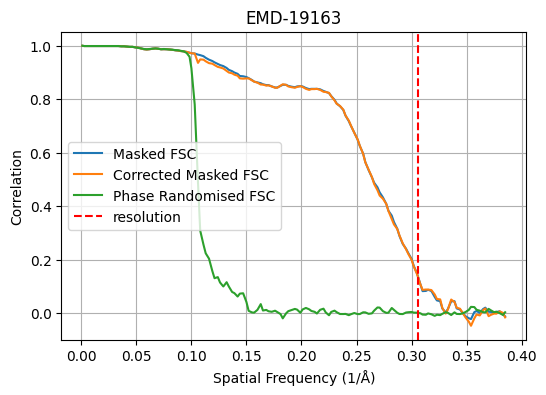 EMD-19163
1.0
0.8
0.6
0.4
0.2
0.0
Correlation
Masked FSC
Corrected Masked FSC
Phase Randomised FSC
resolution
0.00 0.05 0.10 0.15 0.20 0.25 0.30 0.35 0.40
Spatial Frequency (1/Å)